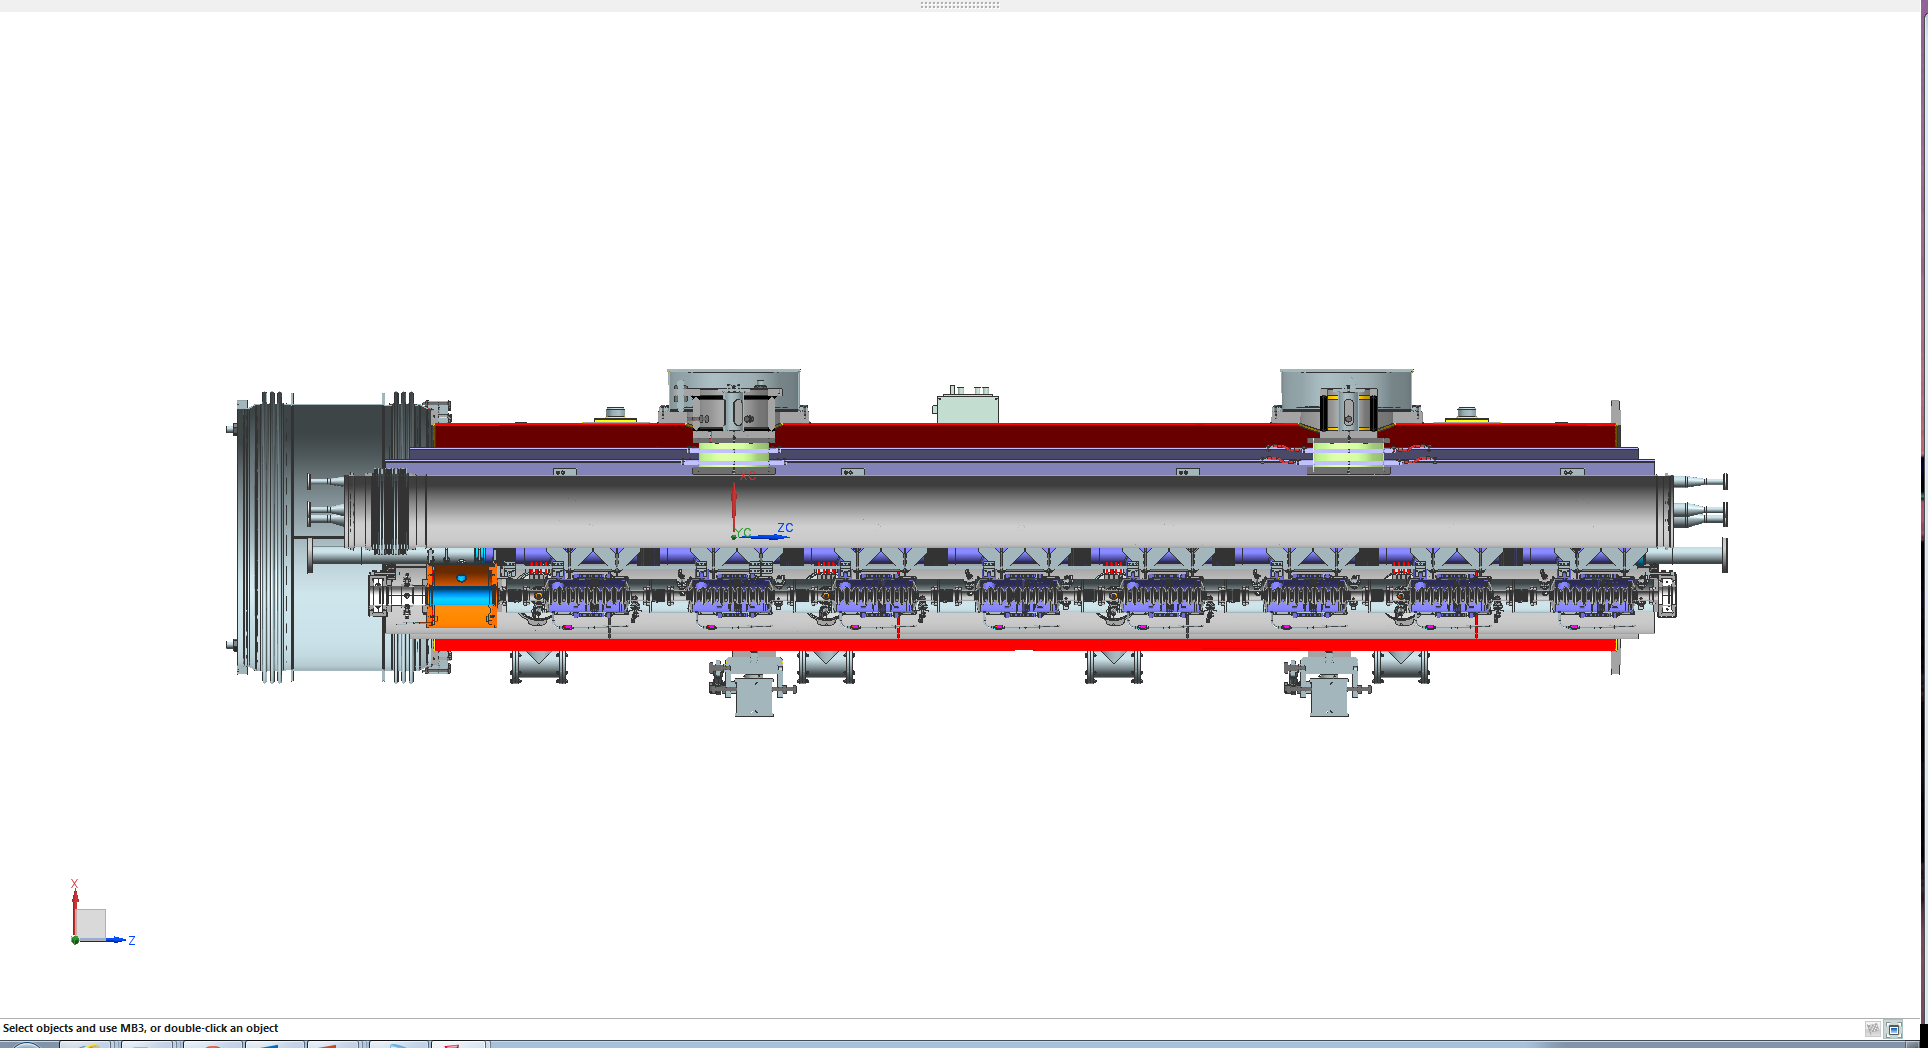 XC
YC
ZC
X
Z
Select objects and use MB3, or double-click an object